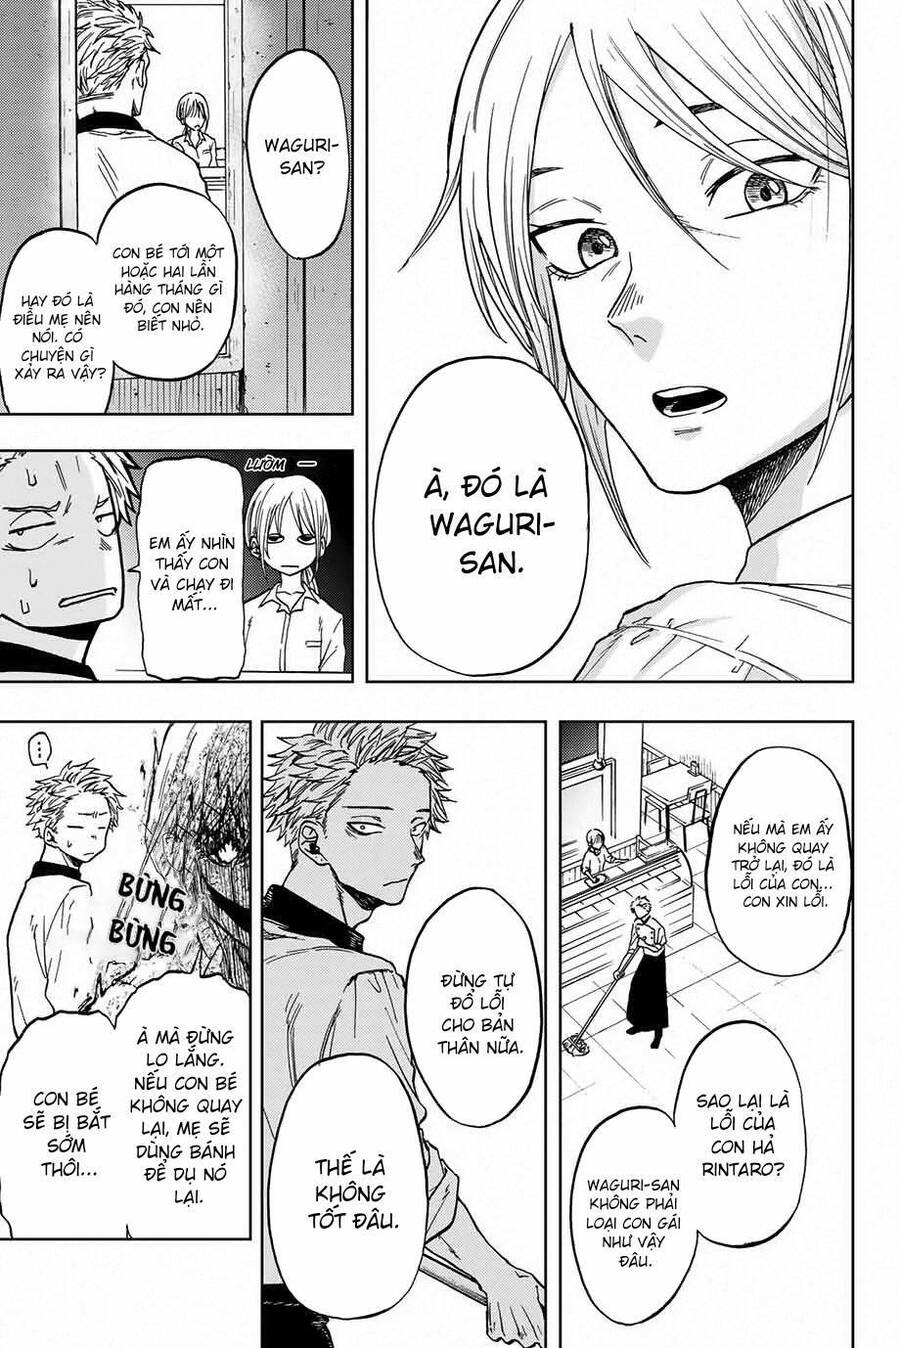 À, ĐÓ LÀ
WAGURI-
SAN.
WAGURI-
SAN?
CON BÉ TỚI MỘT
HOẶC HAI LẦN
HÀNG THÁNG GÌ
ĐÓ, CON NÊN
BIẾT NHỎ.
HAY ĐÓ LÀ
ĐIỀU MẸ NÊN
NÓI. CÓ
CHUYỆN GÌ
XẢY RA VẬY?
LƯỜM —
EM ẤY NHÌN
THẤY CON
VÀ CHẠY ĐI
MẤT...
NẾU MÀ EM ẤY
KHÔNG QUAY
TRỞ LẠI, ĐÓ LÀ
LỖI CỦA CON...
CON XIN LỖI.
SAO LẠI LÀ
LỖI CỦA
CON HẢ
RINTARO?
WAGURI-SAN
KHÔNG PHẢI
LOẠI CON GÁI
NHƯ VẬY
ĐÂU.
ĐỪNG TỰ
ĐỔ LỖI
CHO BẢN
THÂN NỮA.
THẾ LÀ
KHÔNG
TỐT ĐÂU.
...
BỪNG
BỪNG
À MÀ ĐỪNG
LO LẮNG.
NẾU CON BÉ
KHÔNG QUAY
LẠI, MẸ SẼ
DÙNG BÁNH
ĐỂ DỤ NÓ
LẠI.
CON BÉ
SẼ BỊ BẮT
SỚM
THÔI...